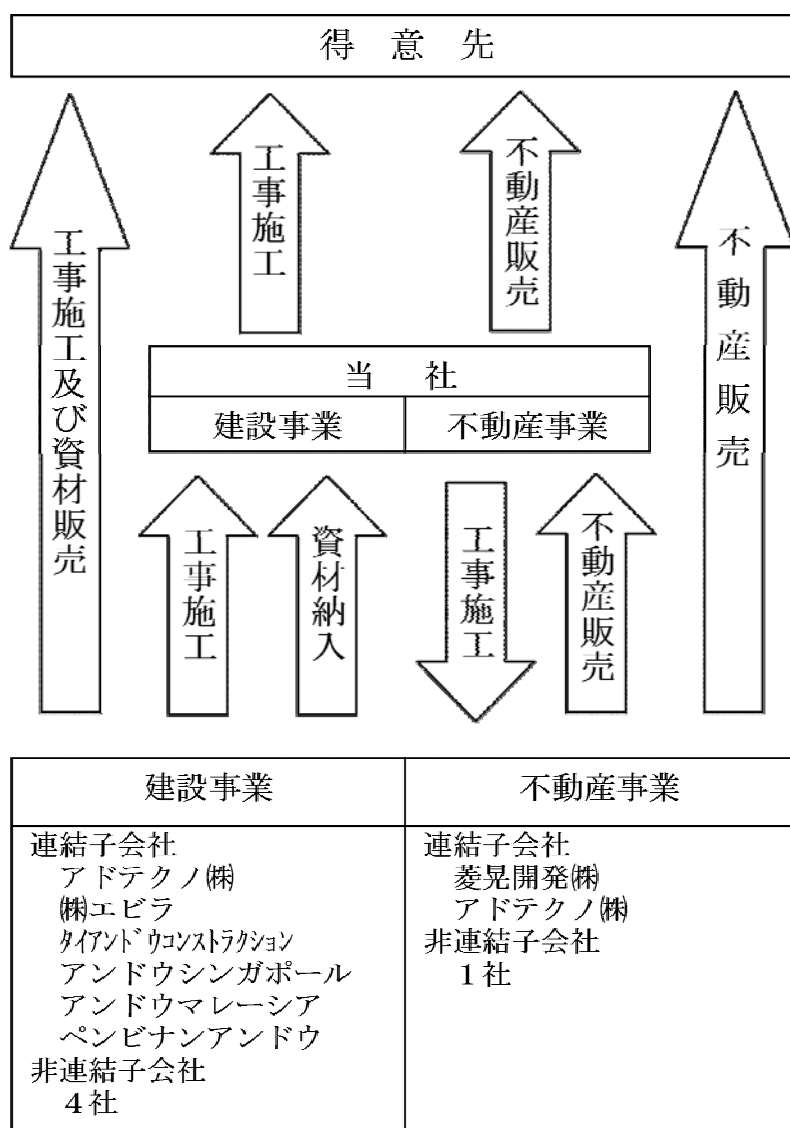 得意先
工事施工及び資材販売
工事施工
不動産販売
不動産販売
当社
建設事業
不動産事業
工事施工
資材納入
工事施工
不動産販売
建設事業
不動産事業
連結子会社
アドテクノ㈱
㈱エビラ
ﾀｲｱﾝﾄﾞｳｺﾝｽﾄﾗｸｼｮﾝ
アンドウシンガポール
アンドウマレーシア
ペンビナンアンドウ
非連結子会社
4社
連結子会社
菱晃開発㈱
アドテクノ㈱
非連結子会社
1社